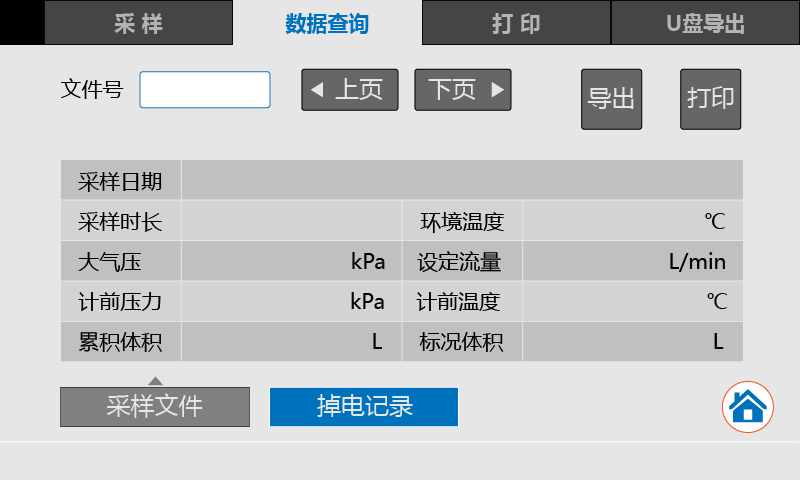 采 样 数据查询 打 印 U盘导出
文件号 上页 下页 导出 打印
采样日期
采样时长 环境温度 ℃
大气压 kPa 设定流量 L/min
计前压力 kPa 计前温度 ℃
累积体积 L 标况体积 L
采样文件 掉电记录